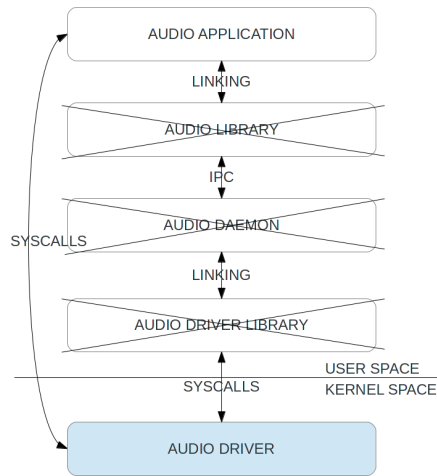 AUDIO APPLICATION
LINKING
AUDIO LIBRARY
IPC
AUDIO DAEMON
SYSCALLS
LINKING
AUDIO DRIVER LIBRARY
USER SPACE
SYSCALLS
KERNEL SPACE
AUDIO DRIVER